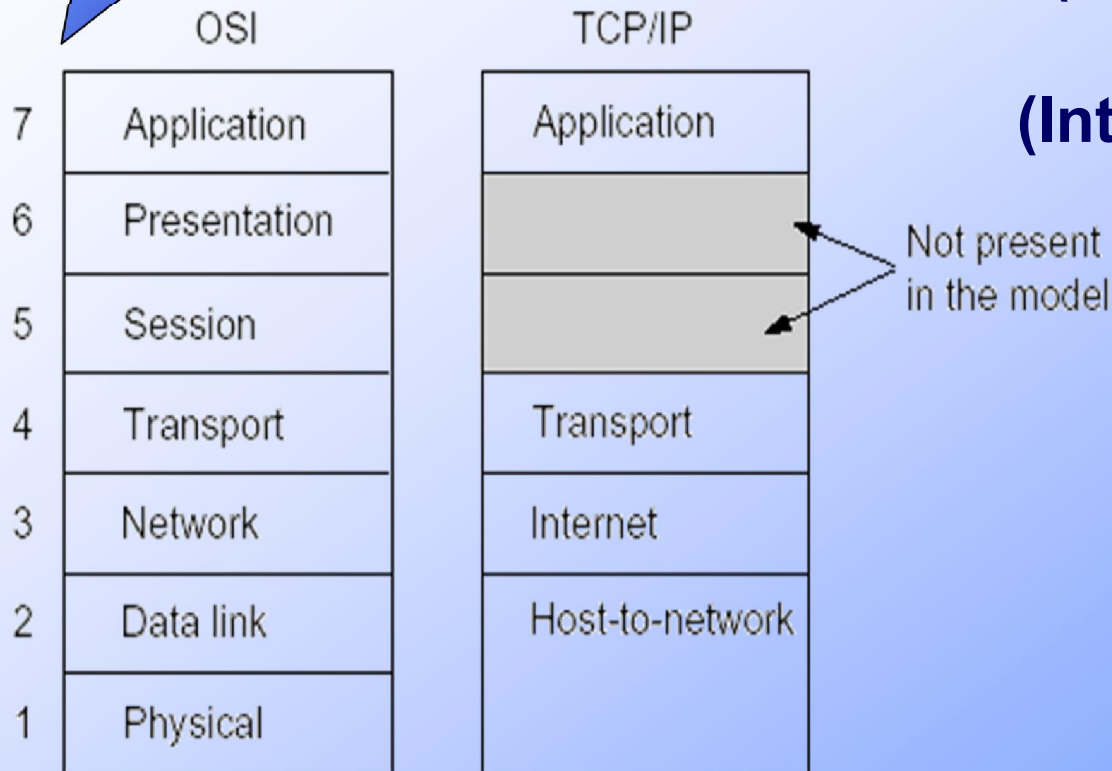 OSI TCP/IP
7 Application Application
(Int
6 Presentation
Not present
in the model
5 Session
4 Transport Transport
3 Network Internet
2 Data link Host-to-network
1 Physical